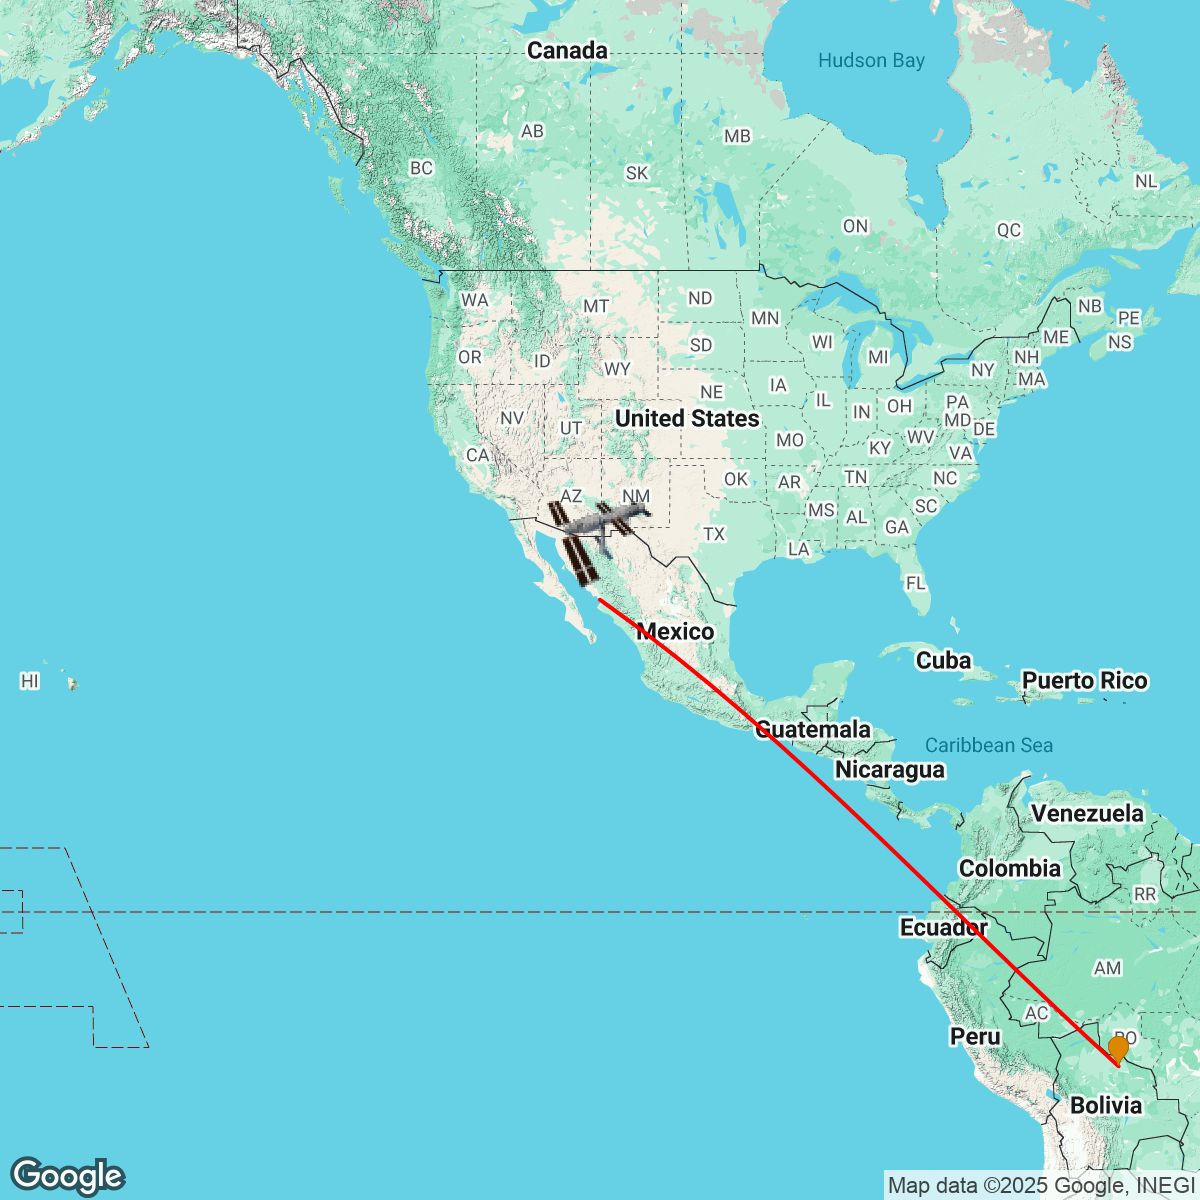 Canada
Hudson Bay
AB
MB
BC
SK
NL
ON
QC
WA
MT
ND
MN
NB
PE
OR
ID
WY
SD
WI
MI
ME
NS
NH
NY
MA
NV
UT
NE
IA
IL
IN
OH
PA
MD
DE
United States
CA
MO
KY
WV
VA
AZ
NM
OK
AR
TN
NC
TX
MS
AL
GA
SC
LA
FL
Mexico
Cuba
Puerto Rico
HI
Guatemala
Caribbean Sea
Nicaragua
Venezuela
Colombia
RR
Ecuador
AM
AC
Peru
RO
Bolivia
Google
Map data ©2025 Google, INEGI